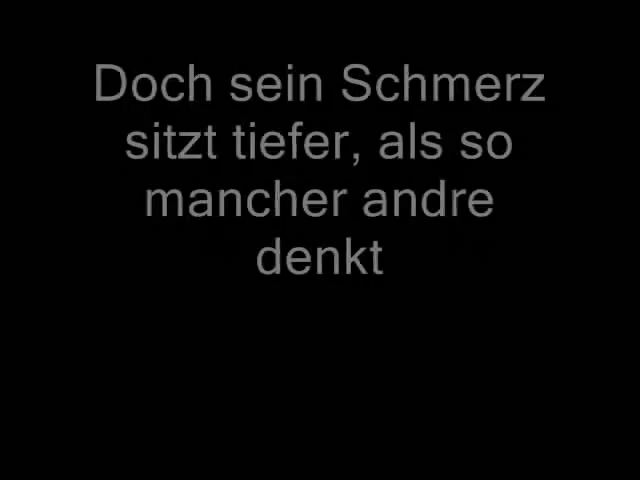 Doch sein Schmerz
sitzt tiefer, als so
mancher andre
denkt